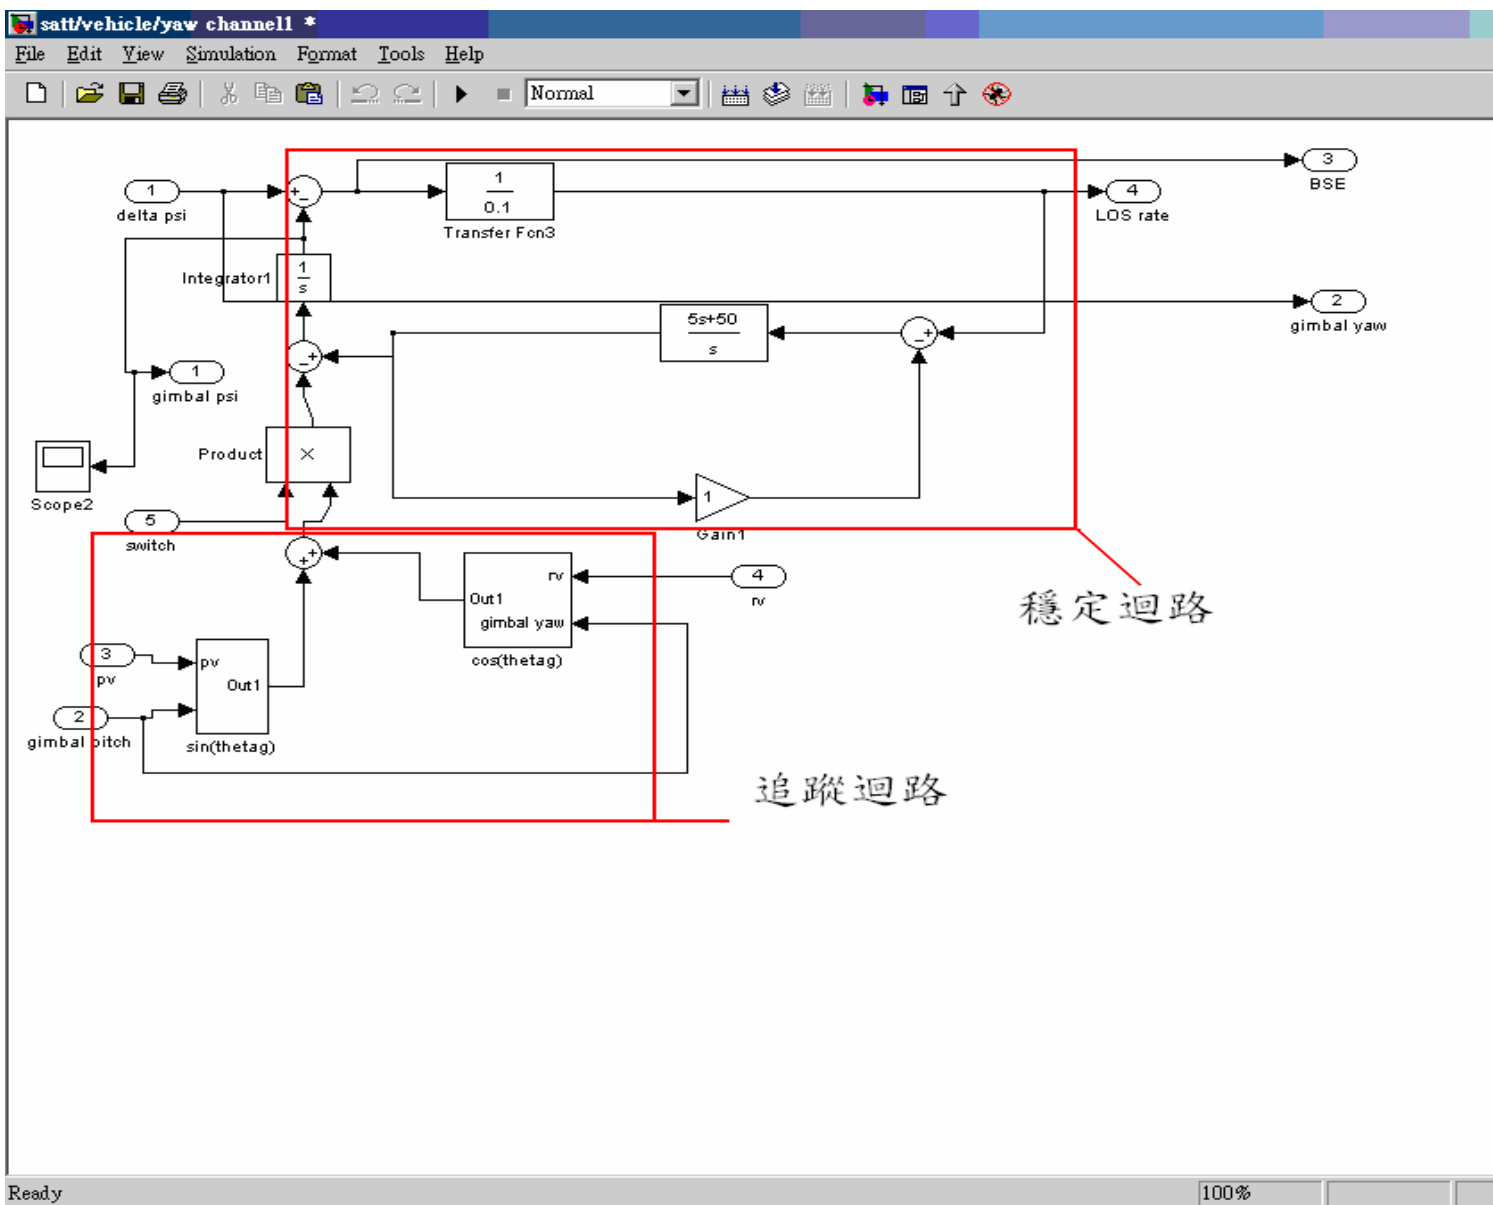 satt/vehicle/yaw channel1 *
File Edit View Simulation Format Tools Help
Normal
1
delta psi
+
−
1
0.1
Transfer Fcn3
3
BSE
4
LOS rate
Integrator1
1
s
2
gimbal yaw
5s+50
s
−
+
−
+
1
gimbal psi
Product
×
Scope2
1
Gain1
5
switch
+
+
rv
Out1
gimbal yaw
cos(thetag)
4
rv
穩定迴路
3
pv
pv
Out1
2
gimbal pitch
sin(thetag)
追蹤迴路
Ready
100%